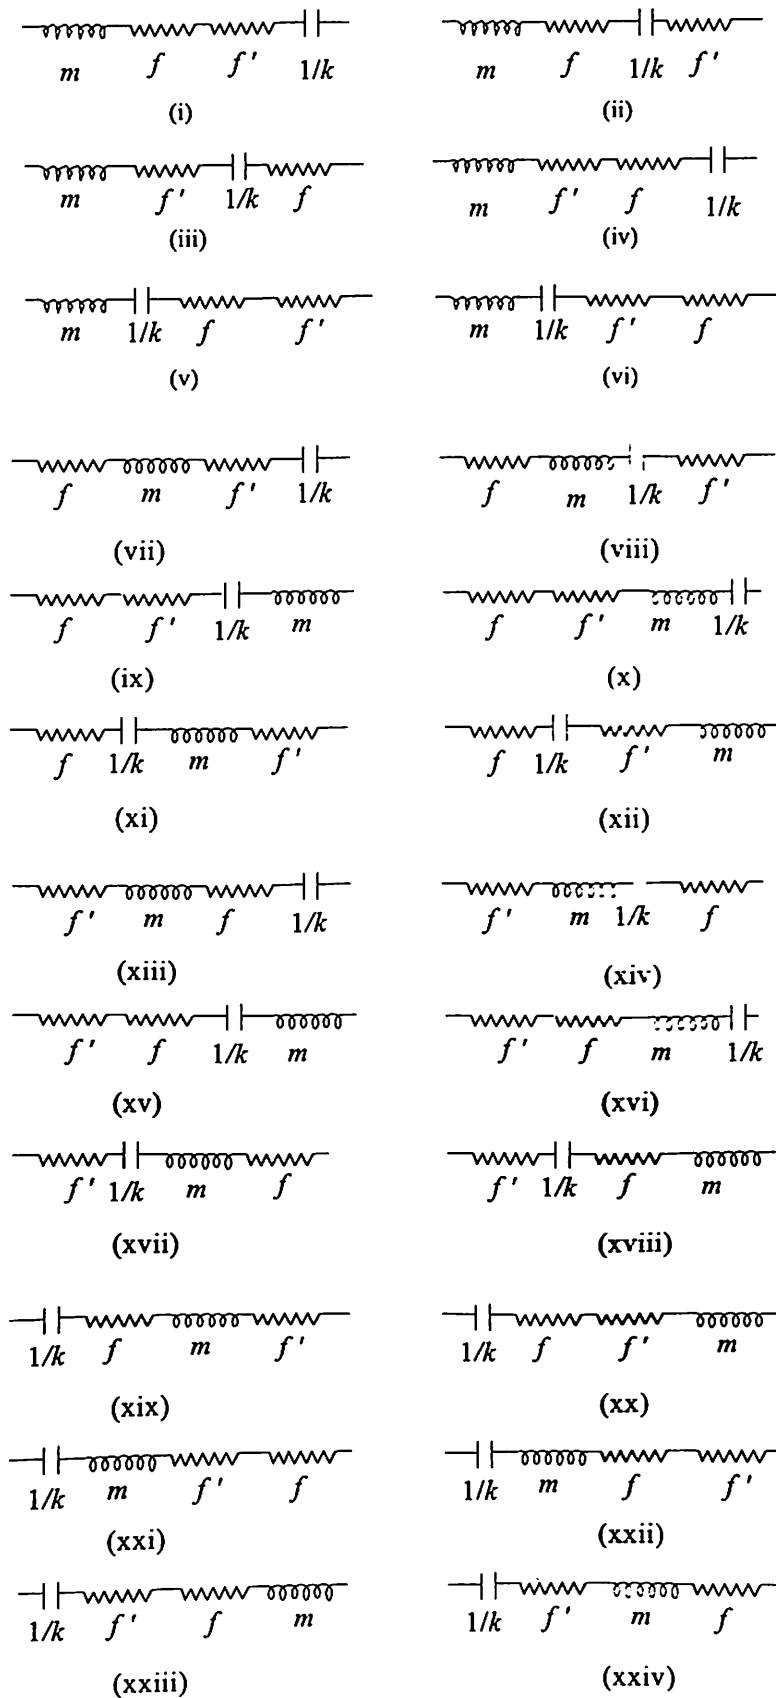 m f f ' 1/k
(i)
m f 1/k f '
(ii)
m f ' 1/k f
(iii)
m f ' f 1/k
(iv)
m 1/k f f '
(v)
m 1/k f ' f
(vi)
f m f ' 1/k
(vii)
f m 1/k f '
(viii)
f f ' 1/k m
(ix)
f f ' m 1/k
(x)
f 1/k m f '
(xi)
f 1/k f ' m
(xii)
f ' m f 1/k
(xiii)
f ' m 1/k f
(xiv)
f ' f 1/k m
(xv)
f ' f m 1/k
(xvi)
f ' 1/k m f
(xvii)
f ' 1/k f m
(xviii)
1/k f m f '
(xix)
1/k f f ' m
(xx)
1/k m f ' f
(xxi)
1/k m f f '
(xxii)
1/k f ' f m
(xxiii)
1/k f ' m f
(xxiv)